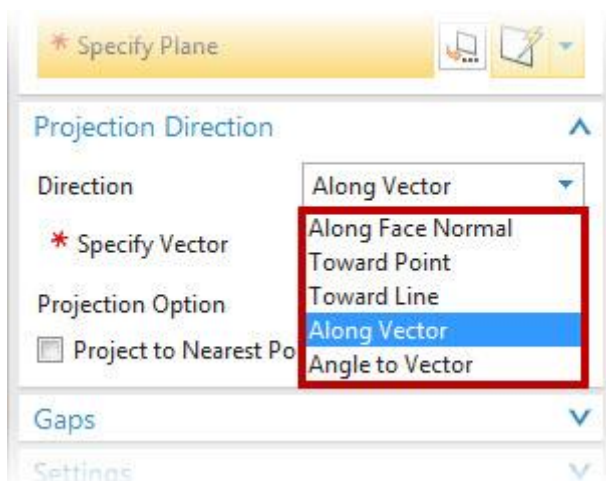 * Specify Plane
Projection Direction
Direction Along Vector
* Specify Vector
Along Face Normal
Toward Point
Toward Line
Along Vector
Angle to Vector
Projection Option
Project to Nearest Po
Gaps
Settings